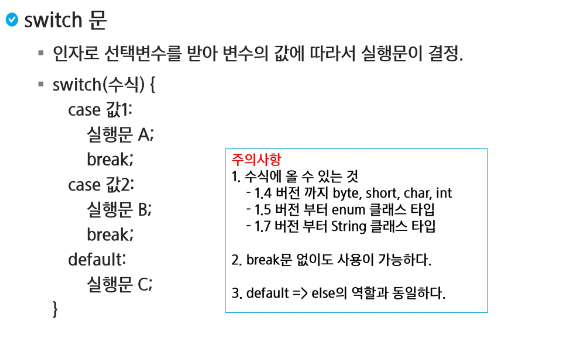 switch 문
인자로 선택변수를 받아 변수의 값에 따라서 실행문이 결정.
switch(수식) {
case 값1:
실행문 A;
break;
case 값2:
실행문 B;
break;
default:
실행문 C;
}
주의사항
1. 수식에 올 수 있는 것
- 1.4 버전 까지 byte, short, char, int
- 1.5 버전 부터 enum 클래스 타입
- 1.7 버전 부터 String 클래스 타입
2. break문 없이도 사용이 가능하다.
3. default => else의 역할과 동일하다.